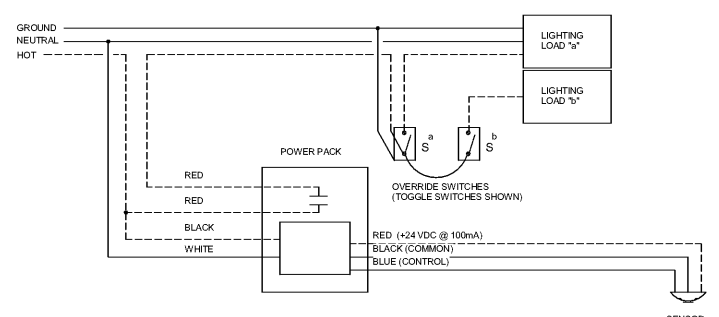 GROUND
NEUTRAL
HOT
LIGHTING
LOAD "a"
LIGHTING
LOAD "b"
a
S
b
S
POWER PACK
OVERRIDE SWITCHES
(TOGGLE SWITCHES SHOWN)
RED
RED
BLACK
WHITE
RED (+24 VDC @ 100mA)
BLACK (COMMON)
BLUE (CONTROL)
SENSOR